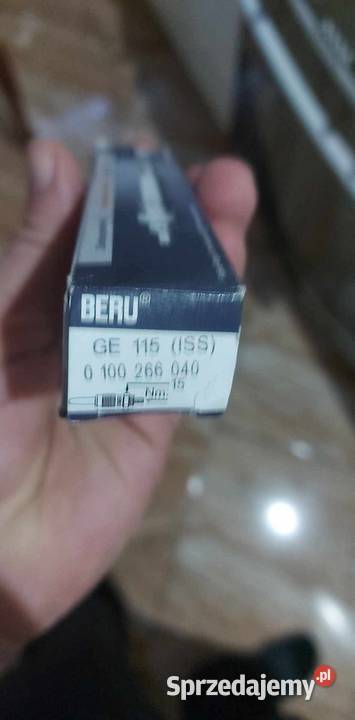 BERU®
GE 115 (ISS)
0 100 266 040
15
Nm
Sprzedajemy.pl